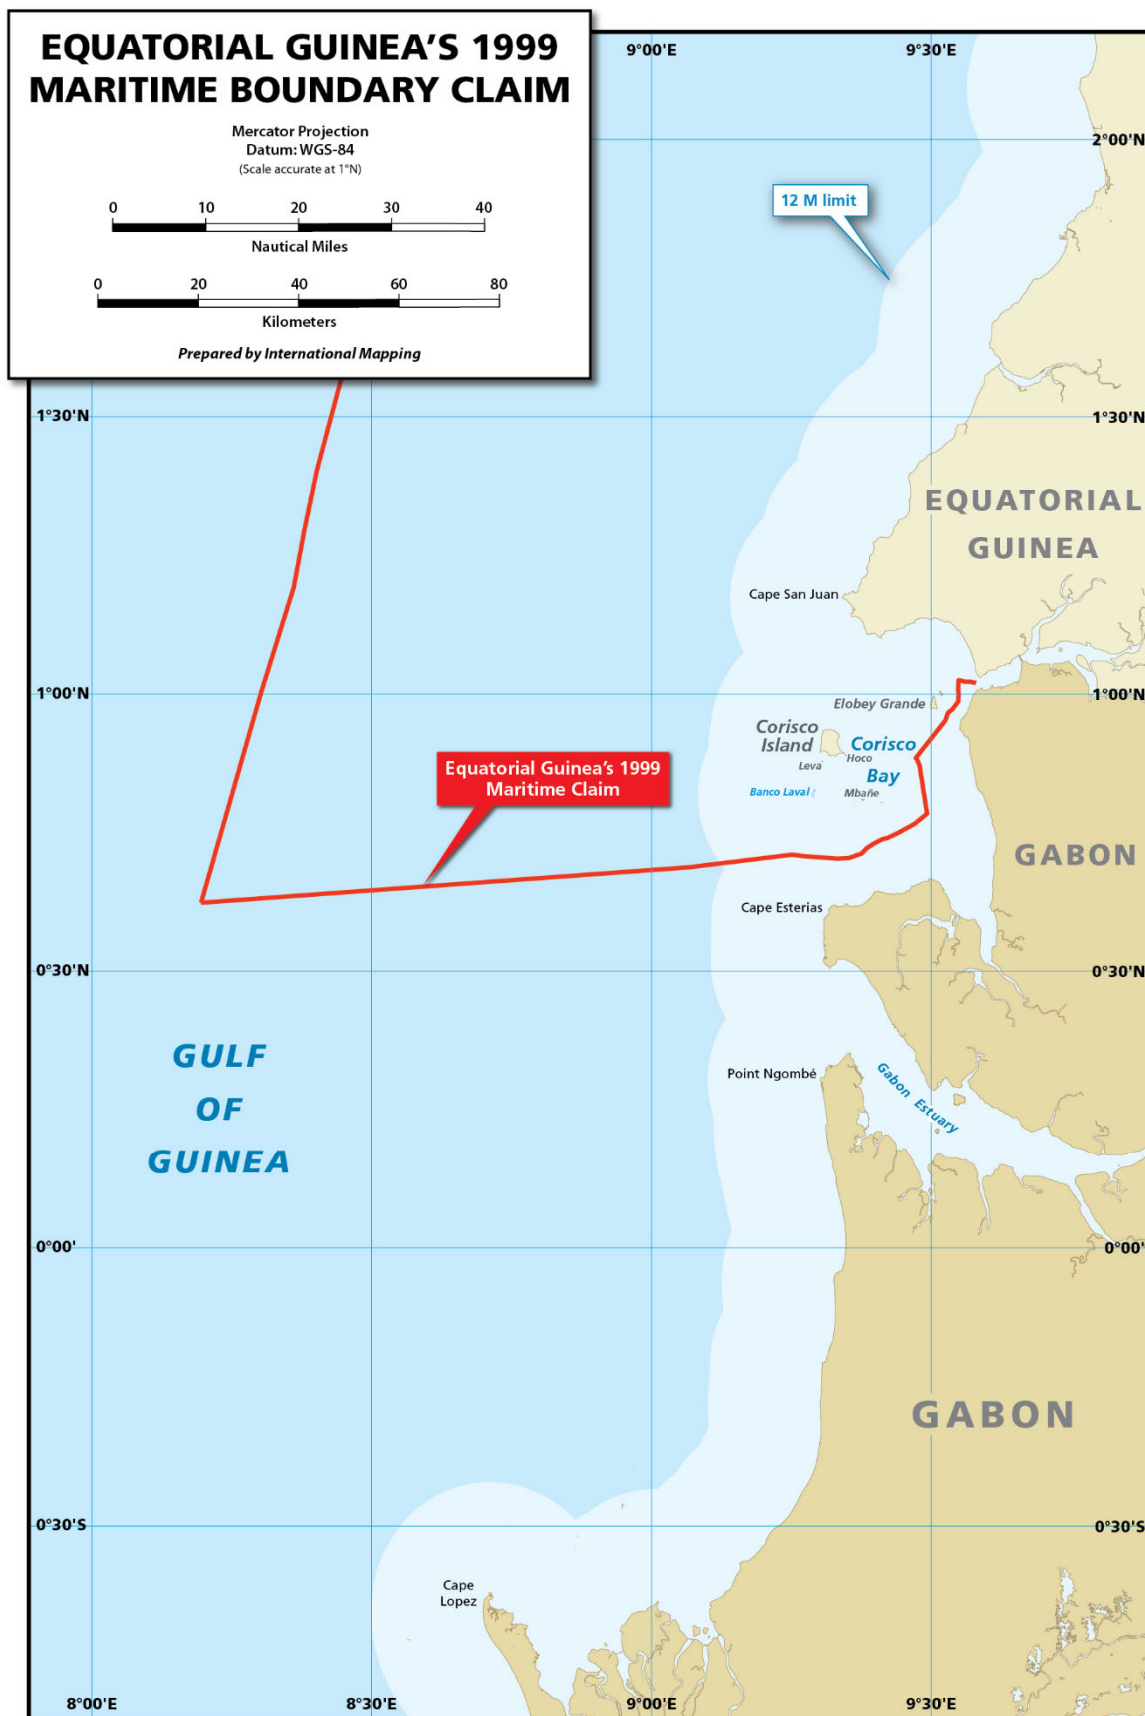 EQUATORIAL GUINEA'S 1999
MARITIME BOUNDARY CLAIM
Mercator Projection
Datum: WGS-84
(Scale accurate at 1°N)
0 10 20 30 40
Nautical Miles
0 20 40 60 80
Kilometers
Prepared by International Mapping
9°00'E 9°30'E
2°00'N
12 M limit
1°30'N 1°30'N
EQUATORIAL
GUINEA
Cape San Juan
1°00'N 1°00'N
Elobey Grande
Corisco
Island
Corisco
Bay
Hoco
Leva
Banco Laval
Mbañe
Equatorial Guinea's 1999
Maritime Claim
GABON
Cape Esterias
0°30'N 0°30'N
GULF
OF
GUINEA
Point Ngombé
Gabon Estuary
0°00' 0°00'
GABON
0°30'S 0°30'S
Cape
Lopez
8°00'E 8°30'E 9°00'E 9°30'E